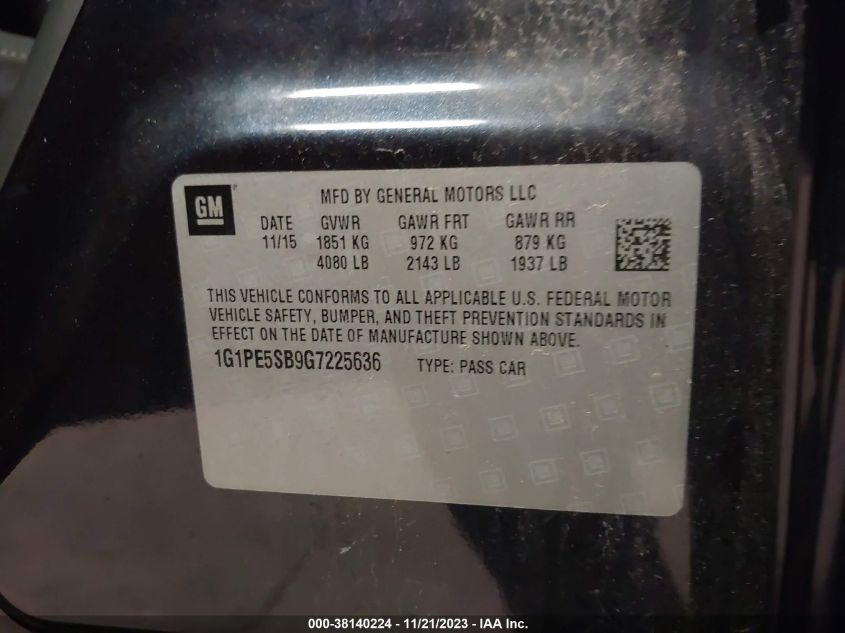 GM
MFD BY GENERAL MOTORS LLC
DATE GVWR GAWR FRT GAWR RR
11/15 1851 KG 972 KG 879 KG
4080 LB 2143 LB 1937 LB
THIS VEHICLE CONFORMS TO ALL APPLICABLE U.S. FEDERAL MOTOR
VEHICLE SAFETY, BUMPER, AND THEFT PREVENTION STANDARDS IN
EFFECT ON THE DATE OF MANUFACTURE SHOWN ABOVE.
1G1PE5SB9G7225636 TYPE: PASS CAR
000-38140224 - 11/21/2023 - IAA Inc.